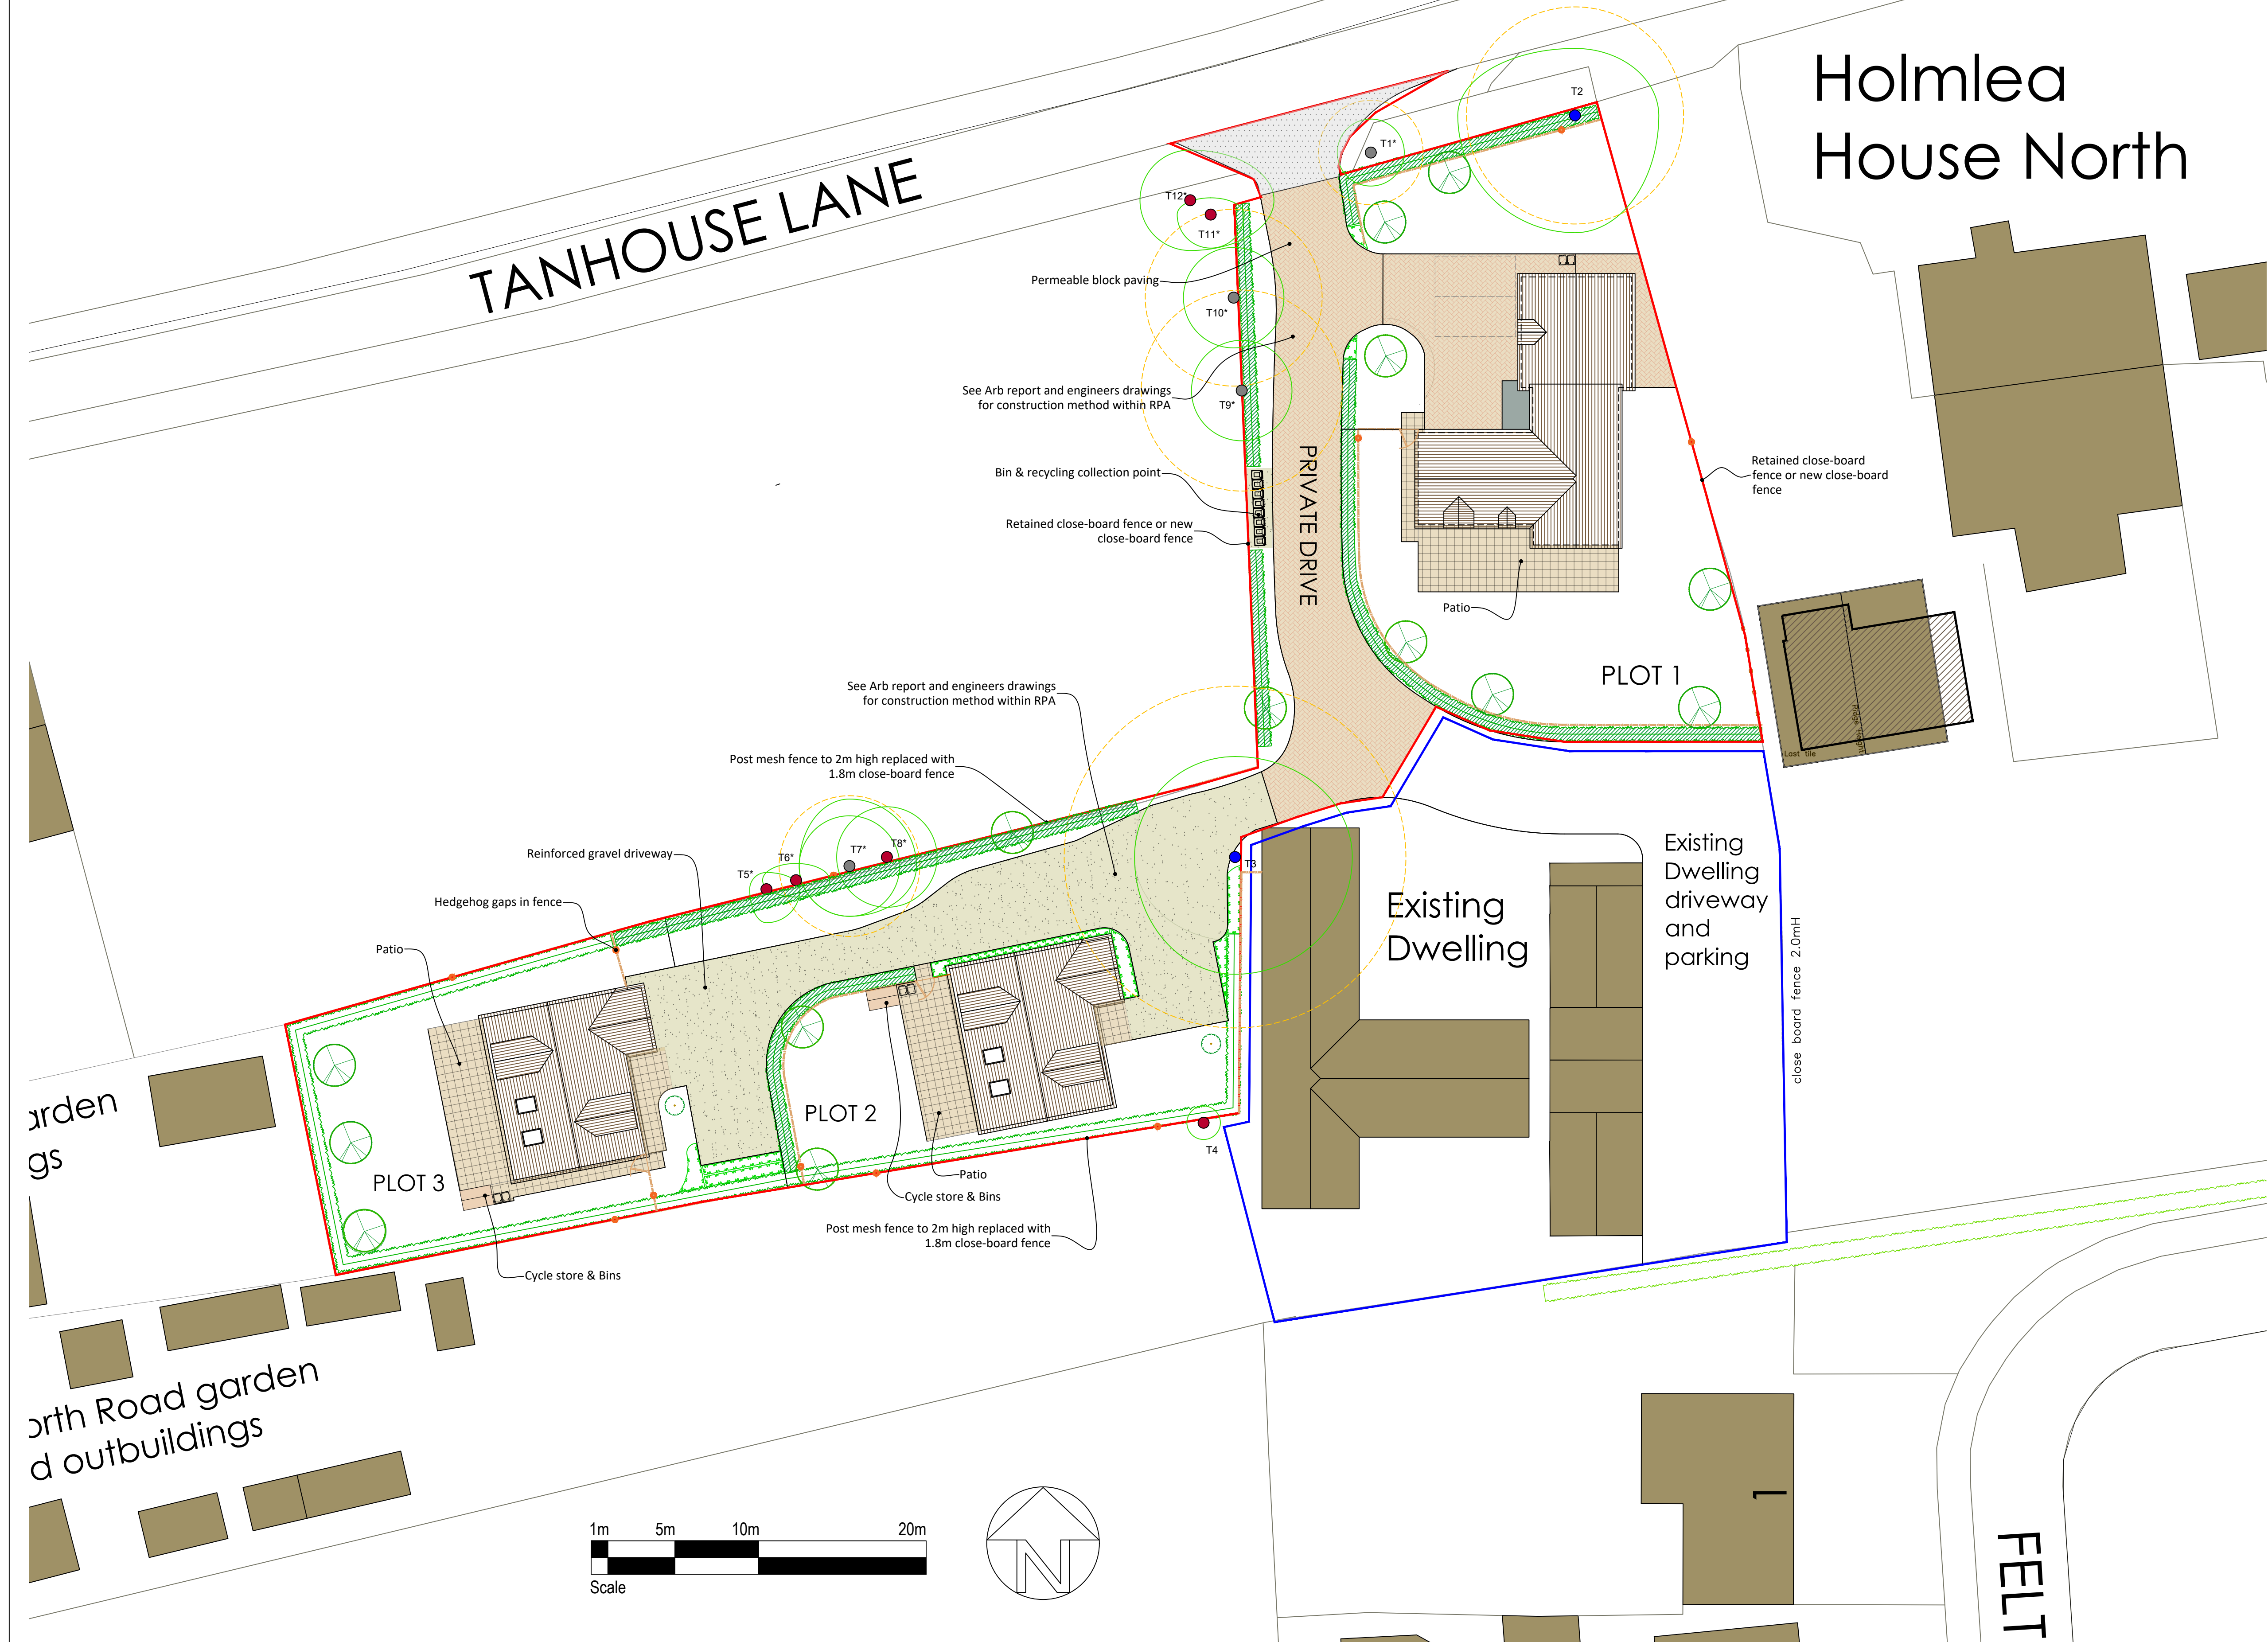 Holmlea
House North
TANHOUSE LANE
T2
T1*
T12*
T11*
Permeable block paving
T10*
See Arb report and engineers drawings
for construction method within RPA
T9*
Bin & recycling collection point
Retained close-board fence or new
close-board fence
PRIVATE DRIVE
Retained close-board
fence or new close-board
fence
Patio
PLOT 1
Ridge Height
Last tile
See Arb report and engineers drawings
for construction method within RPA
Post mesh fence to 2m high replaced with
1.8m close-board fence
Reinforced gravel driveway
T5*
T6*
T7*
T8*
T3
Hedgehog gaps in fence
Patio
Existing
Dwelling
Existing
Dwelling
driveway
and
parking
close board fence 2.0mH
PLOT 2
PLOT 3
T4
Patio
Cycle store & Bins
Post mesh fence to 2m high replaced with
1.8m close-board fence
Cycle store & Bins
arden
gs
orth Road garden
d outbuildings
1m 5m 10m 20m
Scale
N
1
FELT